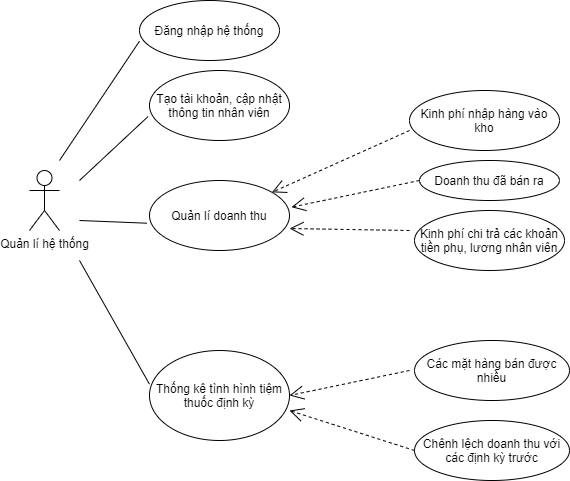 Đăng nhập hệ thống
Tạo tài khoản, cập nhật
thông tin nhân viên
Kinh phí nhập hàng vào
kho
Doanh thu đã bán ra
Quản lí doanh thu
Kinh phí chi trả các khoản
tiền phụ, lương nhân viên
Quản lí hệ thống
Các mặt hàng bán được
nhiều
Thống kê tình hình tiệm
thuốc định kỳ
Chênh lệch doanh thu với
các định kỳ trước